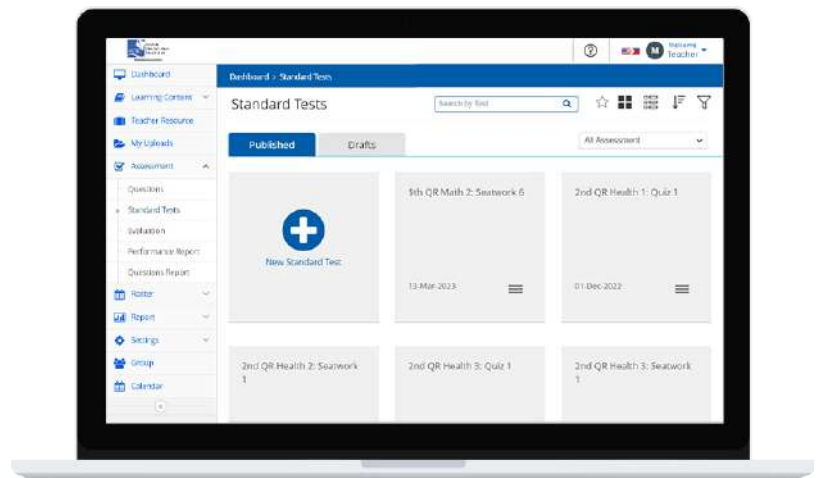 M
Welcome
Teacher
Dashboard
Dashboard > Standard Tests
Learning Content
Standard Tests
Search by Text
Teacher Resource
My Uploads
Published
Drafts
All Assessment
Assessment
Questions
Standard Tests
Evaluation
Performance Report
Questions Report
Roster
Report
Settings
Group
Calendar
New Standard Test
5th QR Math 2: Seatwork 6
13-Mar-2023
2nd QR Health 1: Quiz 1
01-Dec-2022
2nd QR Health 2: Seatwork
1
2nd QR Health 3: Quiz 1
2nd QR Health 3: Seatwork
1